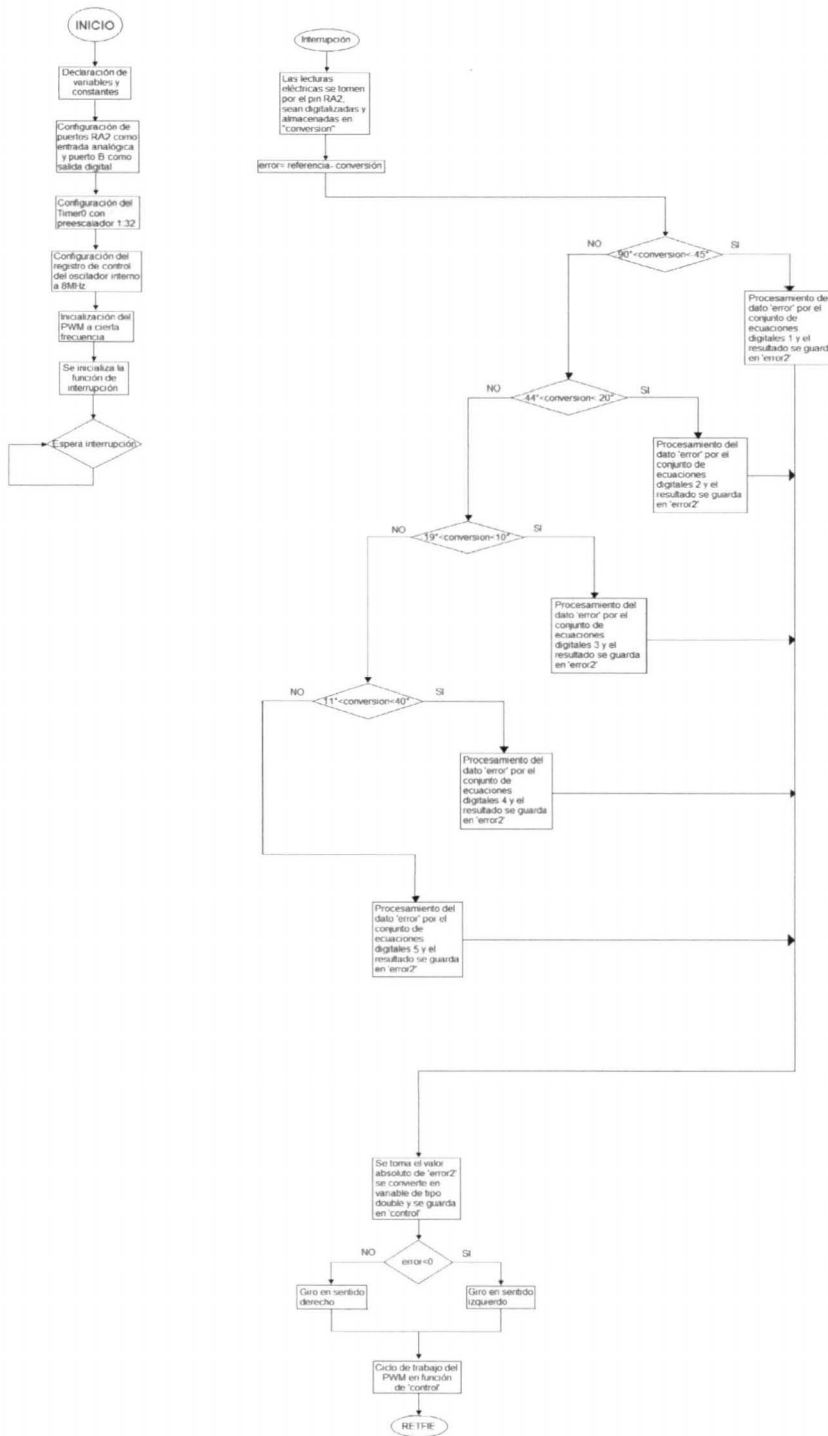 INICIO
Declaración de
variables y
constantes
Configuración de
puertos RA2 como
entrada analógica
y puerto B como
salida digital
Configuración del
Timer0 con
preescalador 1:32
Configuración del
registro de control
del oscilador interno
a 8MHz
Inicialización del
PWM a cierta
frecuencia
Se inicializa la
función de
interrupción
Espera interrupción
Interrupción
Las lecturas
eléctricas se tomen
por el pin RA2,
sean digitalizadas y
almacenadas en
"conversion"
error= referencia- conversión
NO
90°<conversion<-45°
SI
Procesamiento del
dato 'error' por el
conjunto de
ecuaciones
digitales 1 y el
resultado se guarda
en 'error2'
NO
44°<conversion< 20°
SI
Procesamiento del
dato 'error' por el
conjunto de
ecuaciones
digitales 2 y el
resultado se guarda
en 'error2'
NO
19°<conversion<10°
SI
Procesamiento del
dato 'error' por el
conjunto de
ecuaciones
digitales 3 y el
resultado se guarda
en 'error2'
NO
11°<conversion<40°
SI
Procesamiento del
dato 'error' por el
conjunto de
ecuaciones
digitales 4 y el
resultado se guarda
en 'error2'
Procesamiento del
dato 'error' por el
conjunto de
ecuaciones
digitales 5 y el
resultado se guarda
en 'error2'
Se toma el valor
absoluto de 'error2'
se convierte en
variable de tipo
double y se guarda
en 'control'
NO
error<0
SI
Giro en sentido
derecho
Giro en sentido
izquierdo
Ciclo de trabajo del
PWM en función
de 'control'
RETFIE